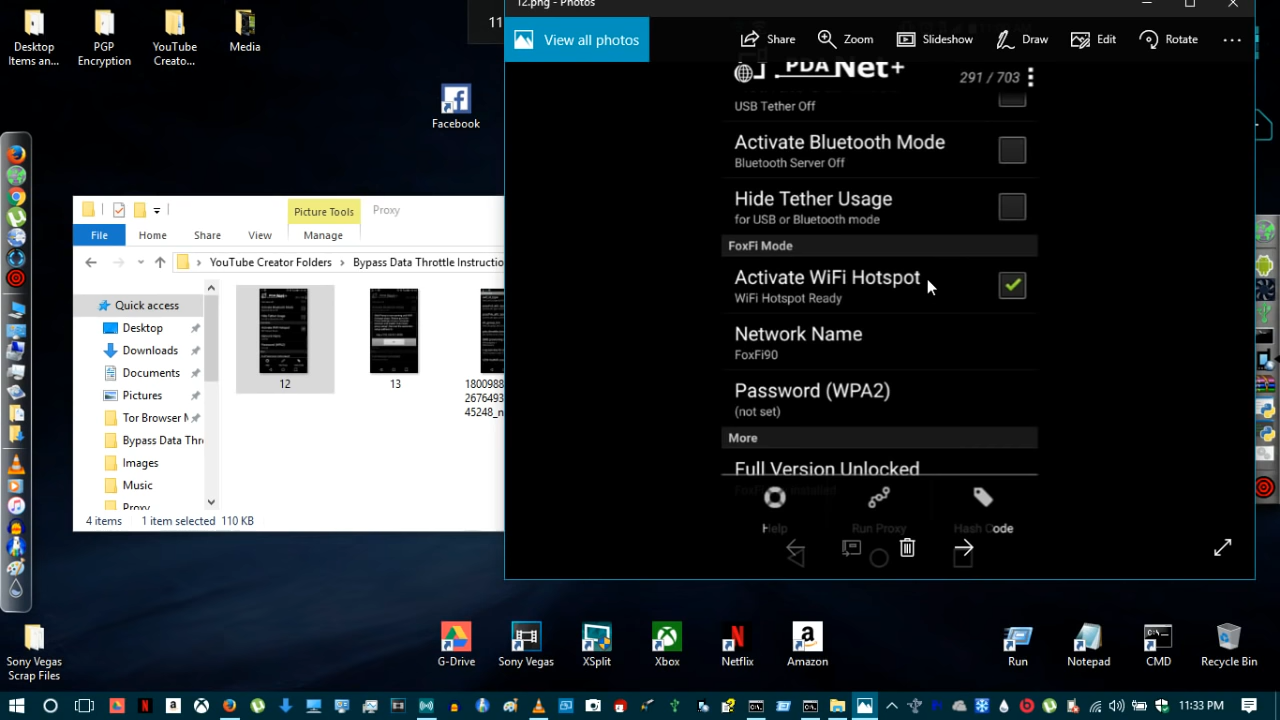 12.png - Photos
View all photos
Share
Zoom
Slideshow
Draw
Edit
Rotate
PDA Net+
291 / 703
USB Tether Off
Activate Bluetooth Mode
Bluetooth Server Off
Hide Tether Usage
for USB or Bluetooth mode
FoxFi Mode
Activate WiFi Hotspot
WiFi Hotspot Ready
Network Name
FoxFi90
Password (WPA2)
(not set)
More
Full Version Unlocked
Help
Run Proxy
Hash Code
Desktop
Items an...
PGP
Encryption
YouTube
Creato...
Media
11
Facebook
Picture Tools
Proxy
File
Home
Share
View
Manage
YouTube Creator Folders
Bypass Data Throttle Instructio
Quick access
Desktop
Downloads
Documents
Pictures
Tor Browser
Bypass Data Thr
Images
Music
Proxy
12
13
1800988
2676493
45248_n
4 items
1 item selected 110 KB
Sony Vegas
Scrap Files
G-Drive
Sony Vegas
XSplit
Xbox
Netflix
Amazon
Run
Notepad
CMD
Recycle Bin
11:33 PM